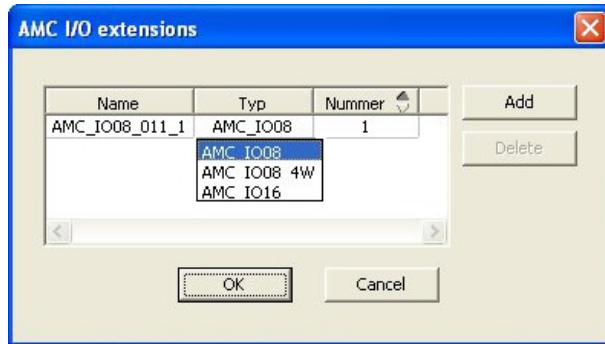 AMC I/O extensions
Name Typ Nummer
Add
AMC_IO08_011_1 AMC_IO08 1
AMC_IO08
AMC_IO08_4W
AMC_IO16
Delete
OK Cancel